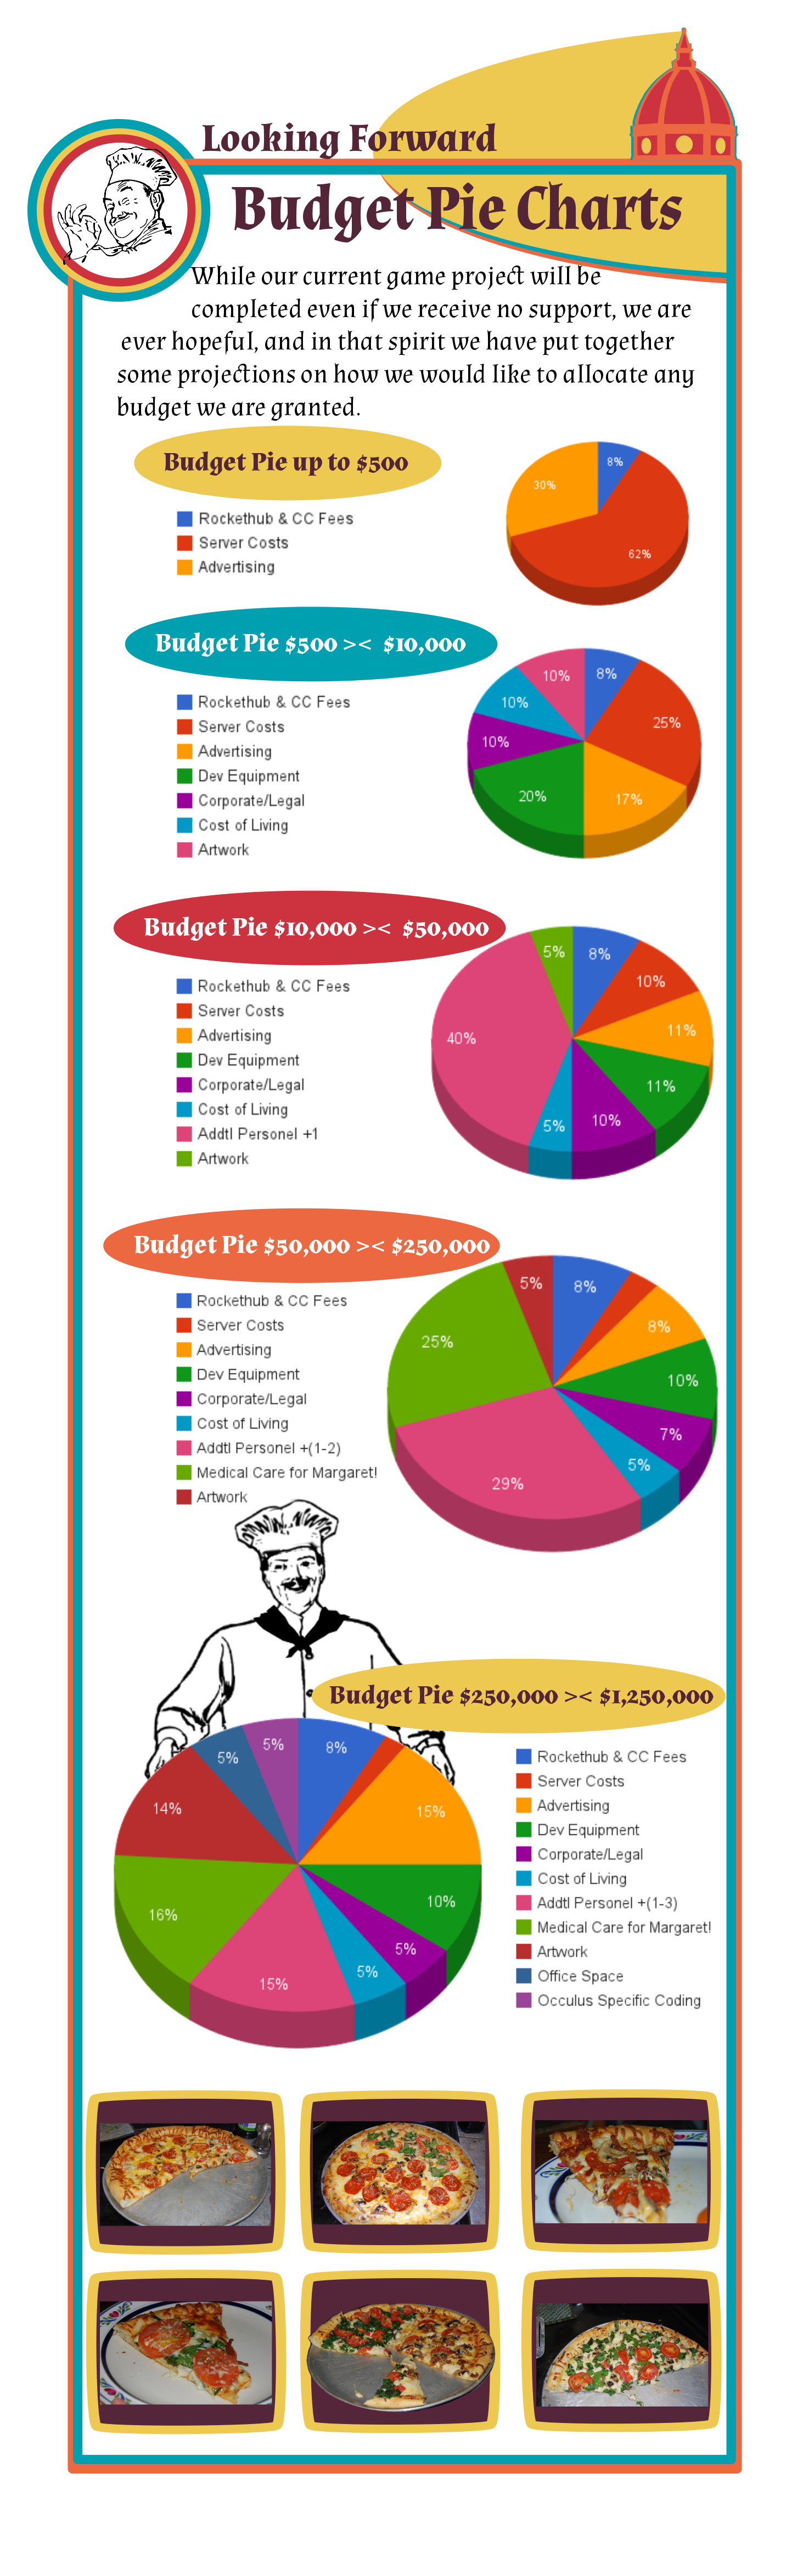 Looking Forward
Budget Pie Charts
While our current game project will be
completed even if we receive no support, we are
ever hopeful, and in that spirit we have put together
some projections on how we would like to allocate any
budget we are granted.
Budget Pie up to $500
Rockethub & CC Fees
Server Costs
Advertising
8%
30%
62%
Budget Pie $500 >< $10,000
Rockethub & CC Fees
Server Costs
Advertising
Dev Equipment
Corporate/Legal
Cost of Living
Artwork
10%
8%
10%
25%
10%
20%
17%
Budget Pie $10,000 >< $50,000
Rockethub & CC Fees
Server Costs
Advertising
Dev Equipment
Corporate/Legal
Cost of Living
Addtl Personel +1
Artwork
5%
8%
10%
11%
40%
11%
10%
5%
Budget Pie $50,000 >< $250,000
Rockethub & CC Fees
Server Costs
Advertising
Dev Equipment
Corporate/Legal
Cost of Living
Addtl Personel +(1-2)
Medical Care for Margaret!
Artwork
5%
8%
8%
25%
10%
7%
5%
29%
Budget Pie $250,000 >< $1,250,000
5%
8%
5%
14%
15%
10%
16%
5%
5%
15%
Rockethub & CC Fees
Server Costs
Advertising
Dev Equipment
Corporate/Legal
Cost of Living
Addtl Personel +(1-3)
Medical Care for Margaret!
Artwork
Office Space
Occulus Specific Coding